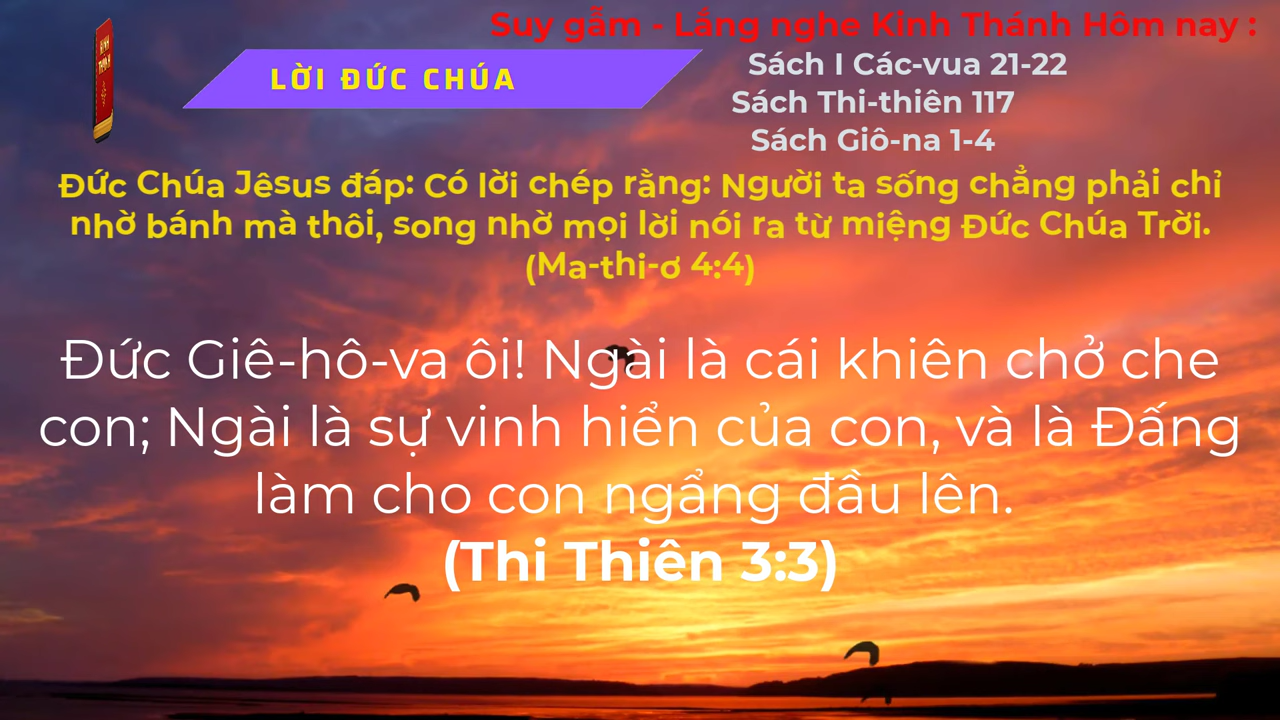 Suy gẫm - Lắng nghe Kinh Thánh Hôm nay :
KINH
THÁNH
LỜI ĐỨC CHÚA
Sách I Các-vua 21-22
Sách Thi-thiên 117
Sách Giô-na 1-4
Đức Chúa Jêsus đáp: Có lời chép rằng: Người ta sống chẳng phải chỉ
nhờ bánh mà thôi, song nhờ mọi lời nói ra từ miệng Đức Chúa Trời.
(Ma-thi-ơ 4:4)
Đức Giê-hô-va ôi! Ngài là cái khiên chở che
con; Ngài là sự vinh hiển của con, và là Đấng
làm cho con ngẩng đầu lên.
(Thi Thiên 3:3)